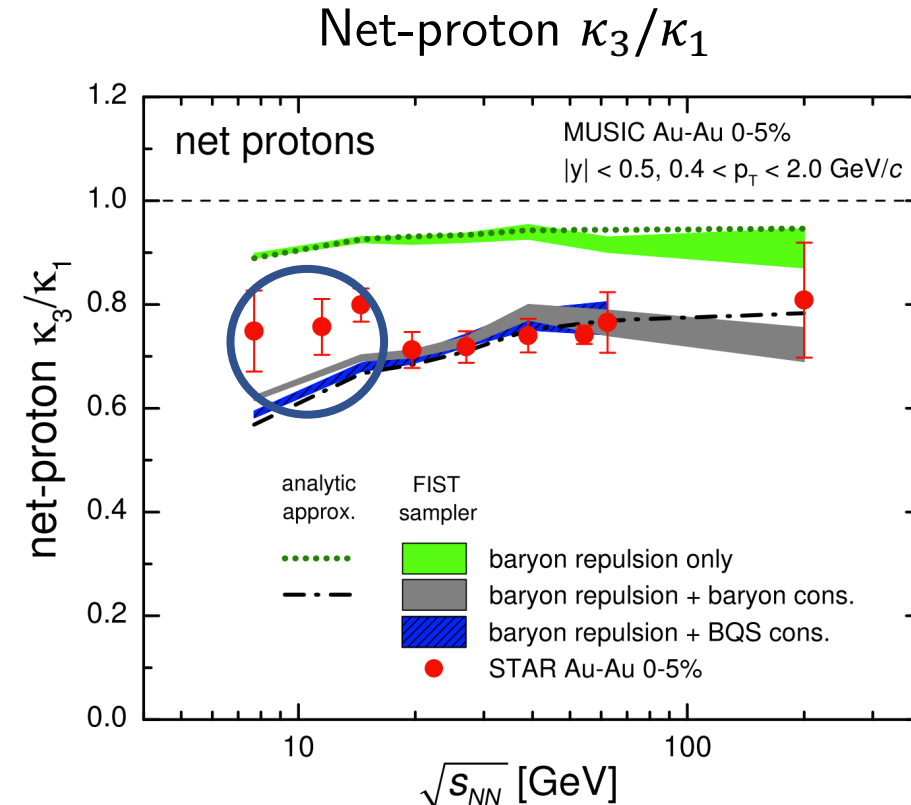 Net-proton κ₃/κ₁
1.2
net protons
MUSIC Au-Au 0-5%
|y| < 0.5, 0.4 < p_T < 2.0 GeV/c
1.0
0.8
0.6
0.4
0.2
0.0
net-proton κ₃/κ₁
analytic approx.
FIST sampler
baryon repulsion only
baryon repulsion + baryon cons.
baryon repulsion + BQS cons.
STAR Au-Au 0-5%
10
100
√s_NN [GeV]